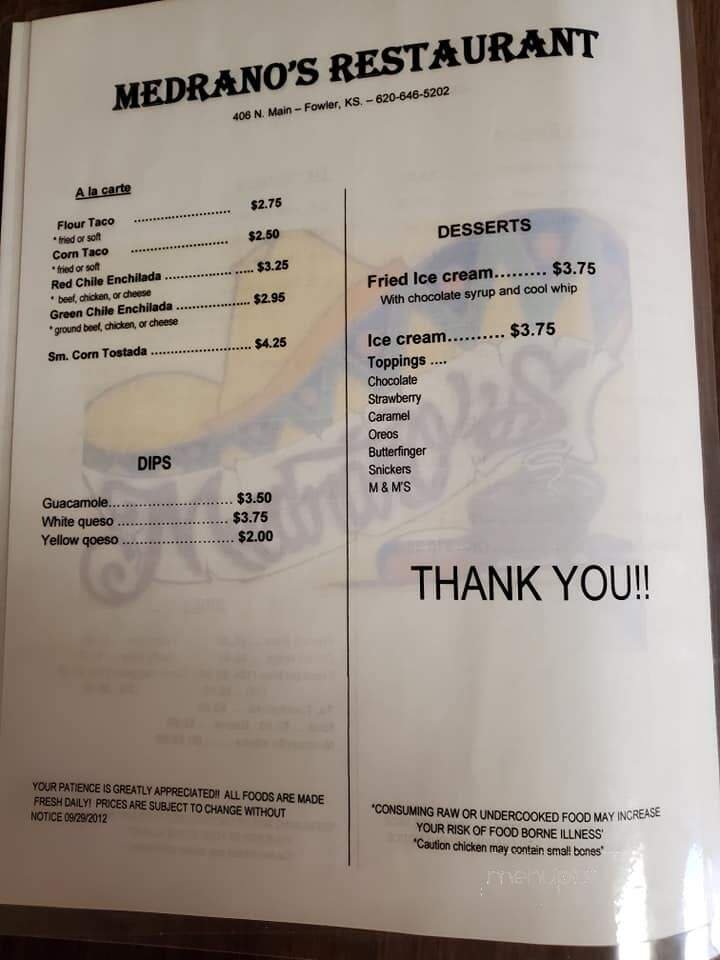 MEDRANO'S RESTAURANT
406 N. Main – Fowler, KS. – 620-646-5202
A la carte
Flour Taco ............................ $2.75
* fried or soft
Corn Taco ............................ $2.50
* fried or soft
Red Chile Enchilada ....................... $3.25
* beef, chicken, or cheese
Green Chile Enchilada ..................... $2.95
*ground beef, chicken, or cheese
Sm. Corn Tostada ............................ $4.25
DIPS
Guacamole............................ $3.50
White queso ......................... $3.75
Yellow qoeso ......................... $2.00
YOUR PATIENCE IS GREATLY APPRECIATED!! ALL FOODS ARE MADE
FRESH DAILY! PRICES ARE SUBJECT TO CHANGE WITHOUT
NOTICE 09/29/2012
DESSERTS
Fried Ice cream......... $3.75
With chocolate syrup and cool whip
Ice cream.......... $3.75
Toppings ....
Chocolate
Strawberry
Caramel
Oreos
Butterfinger
Snickers
M & M'S
THANK YOU!!
*CONSUMING RAW OR UNDERCOOKED FOOD MAY INCREASE
YOUR RISK OF FOOD BORNE ILLNESS'
*Caution chicken may contain small bones*